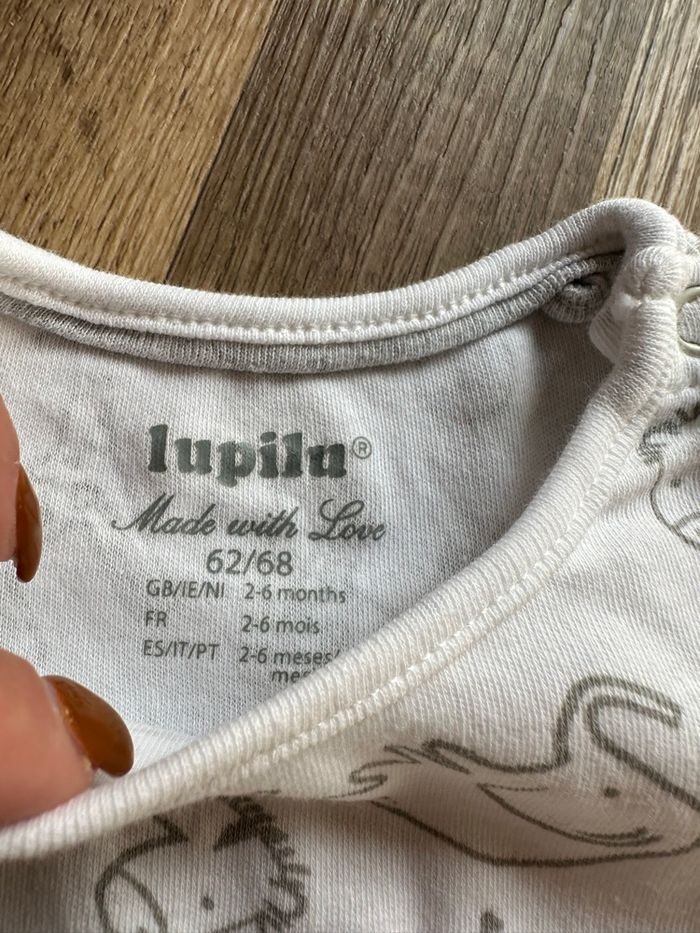 lupilu®
Made with Love
62/68
GB/IE/NI 2-6 months
FR 2-6 mois
ES/IT/PT 2-6 meses/